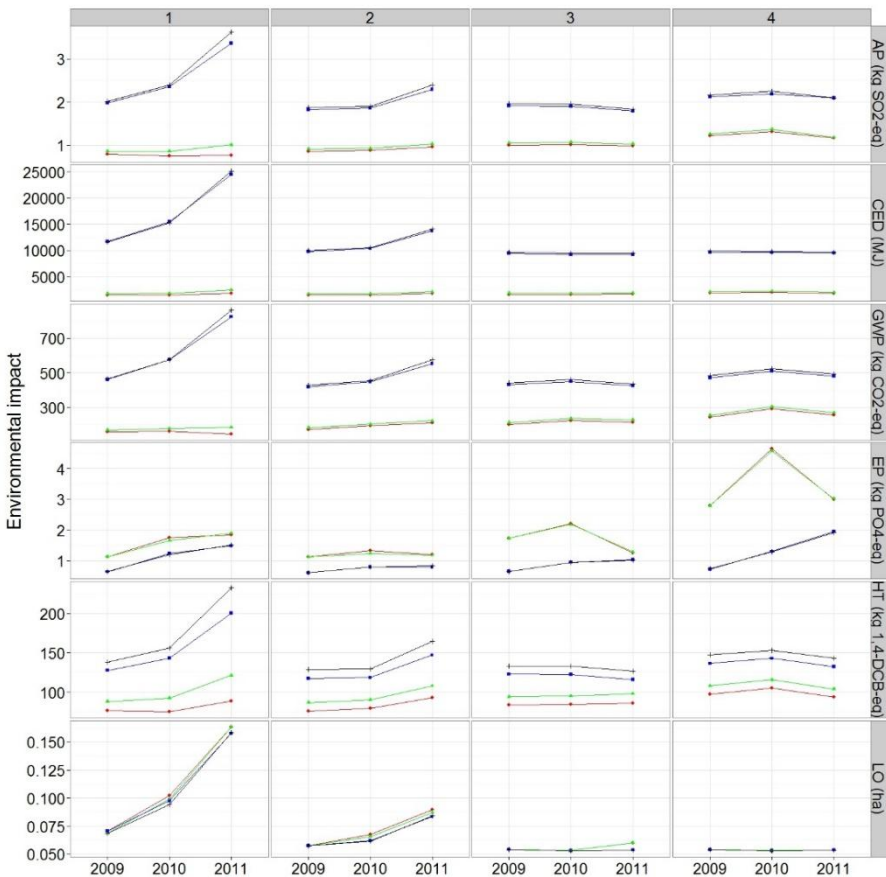 1 2 3 4
Environmental impact
3
2
1
AP (kg SO2-eq)
25000
20000
15000
10000
5000
CED (MJ)
700
500
300
GWP (kg CO2-eq)
4
3
2
1
EP (kg PO4-eq)
200
150
100
HT (kg 1,4-DCB-eq)
0.150
0.125
0.100
0.075
0.050
LO (ha)
2009 2010 2011 2009 2010 2011 2009 2010 2011 2009 2010 2011